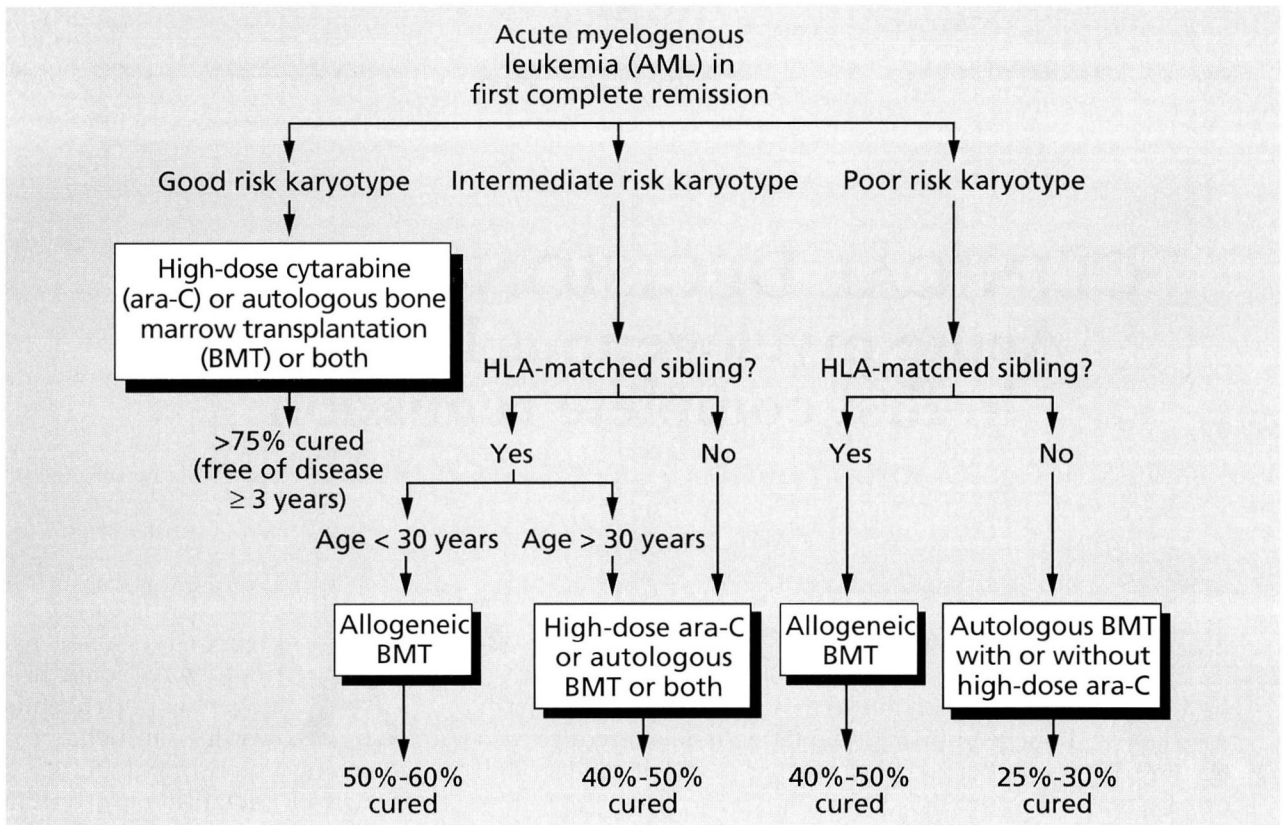 Acute myelogenous
leukemia (AML) in
first complete remission
Good risk karyotype
Intermediate risk karyotype
Poor risk karyotype
High-dose cytarabine
(ara-C) or autologous bone
marrow transplantation
(BMT) or both
>75% cured
(free of disease
≥ 3 years)
HLA-matched sibling?
HLA-matched sibling?
Yes
No
Yes
No
Age < 30 years
Age > 30 years
Allogeneic
BMT
High-dose ara-C
or autologous
BMT or both
Allogeneic
BMT
Autologous BMT
with or without
high-dose ara-C
50%-60%
cured
40%-50%
cured
40%-50%
cured
25%-30%
cured